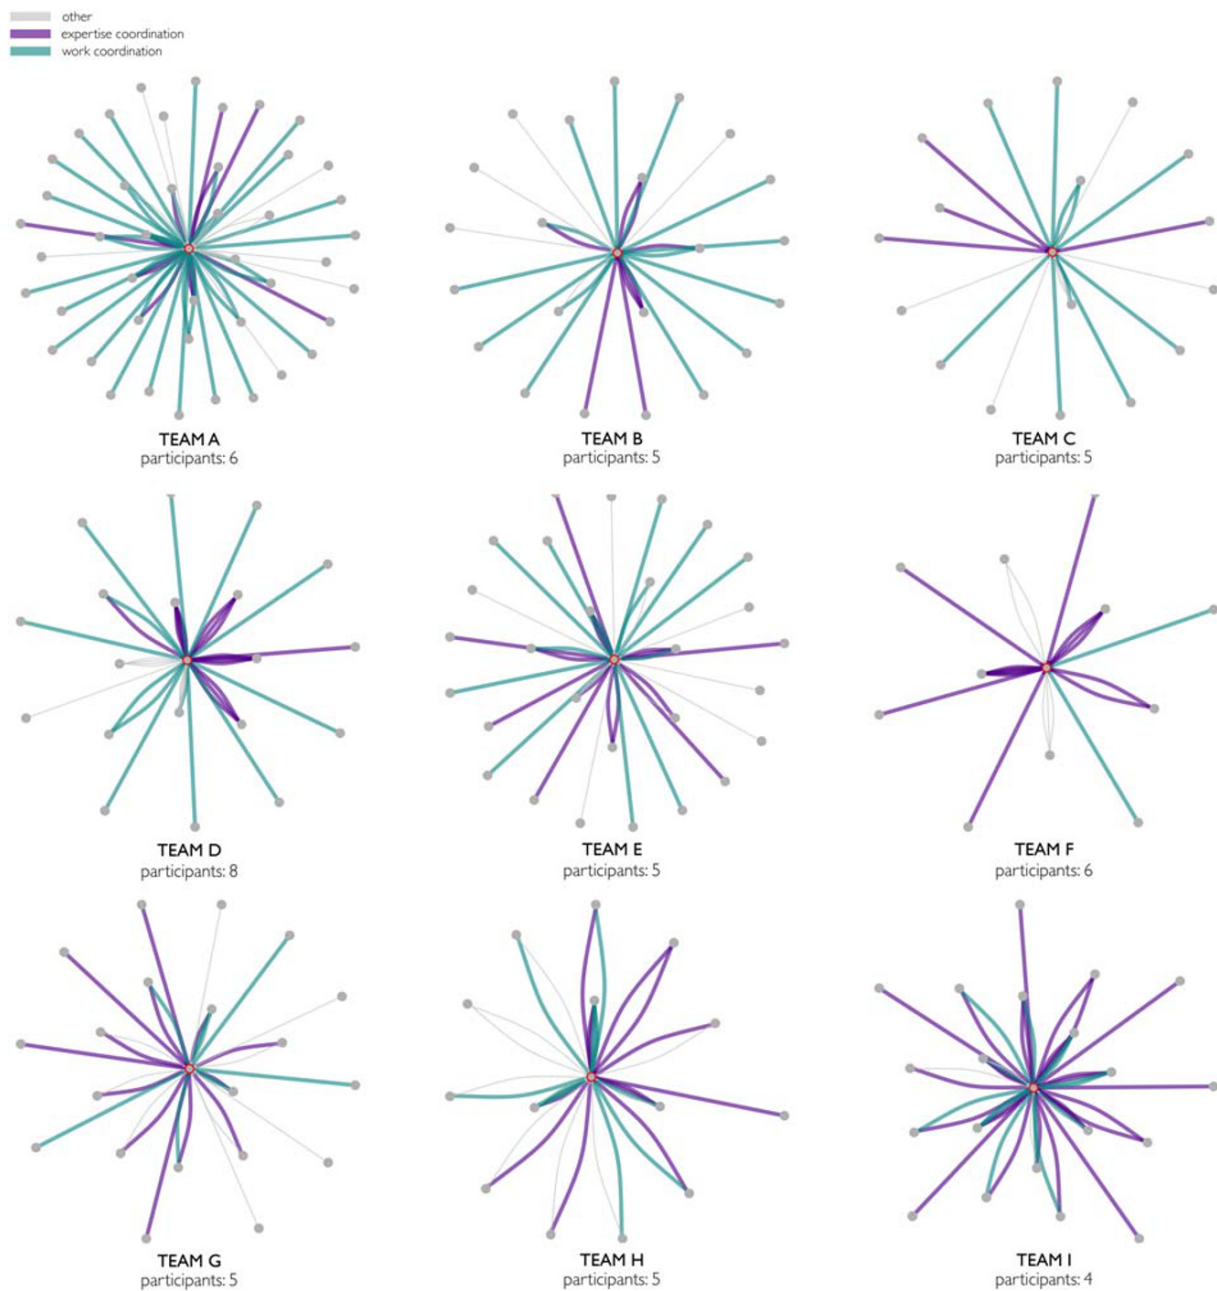 other
expertise coordination
work coordination
TEAM A
participants: 6
TEAM B
participants: 5
TEAM C
participants: 5
TEAM D
participants: 8
TEAM E
participants: 5
TEAM F
participants: 6
TEAM G
participants: 5
TEAM H
participants: 5
TEAM I
participants: 4